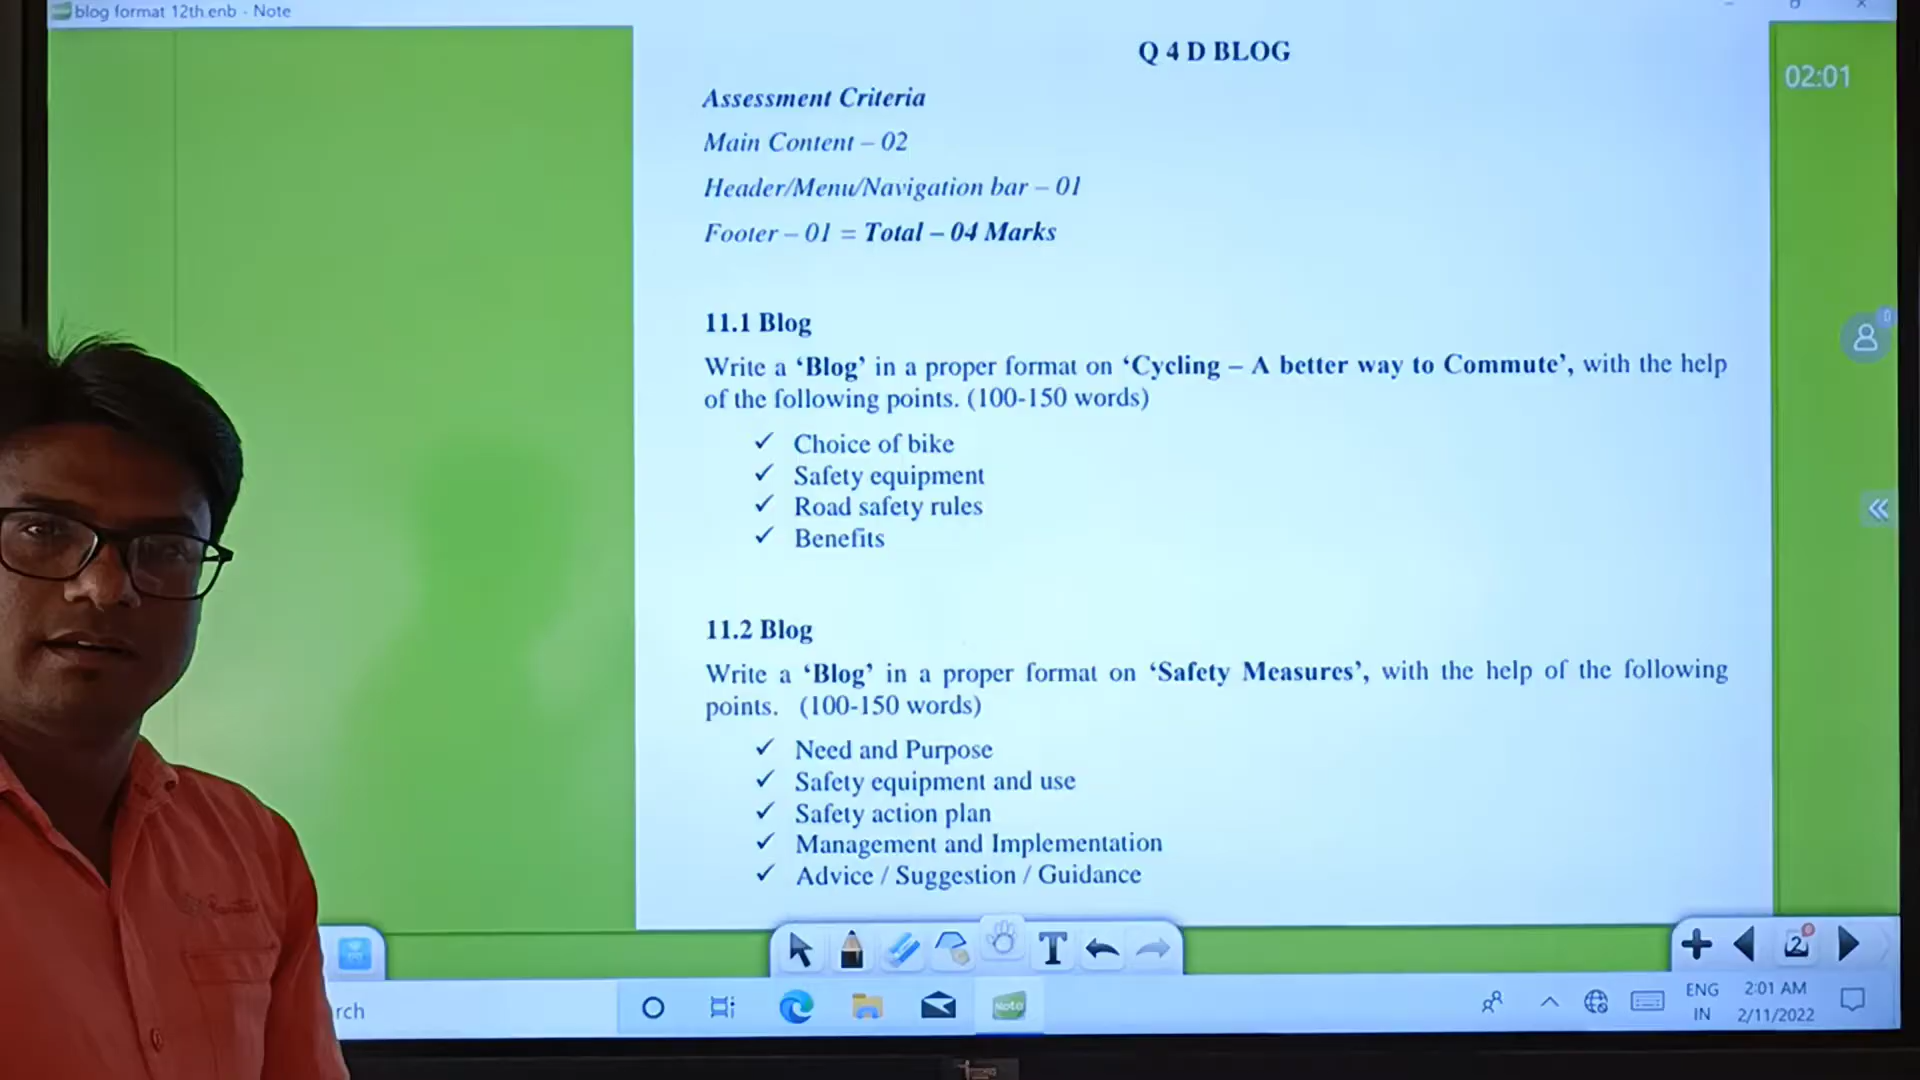 blog format 12th.enb - Note
Q 4 D BLOG
02:01
Assessment Criteria
Main Content – 02
Header/Menu/Navigation bar – 01
Footer – 01 = Total – 04 Marks
11.1 Blog
Write a ‘Blog’ in a proper format on ‘Cycling – A better way to Commute’, with the help
of the following points. (100-150 words)
✓ Choice of bike
✓ Safety equipment
✓ Road safety rules
✓ Benefits
11.2 Blog
Write a ‘Blog’ in a proper format on ‘Safety Measures’, with the help of the following
points. (100-150 words)
✓ Need and Purpose
✓ Safety equipment and use
✓ Safety action plan
✓ Management and Implementation
✓ Advice / Suggestion / Guidance
T
2
rch
Note
ENG
IN
2:01 AM
2/11/2022